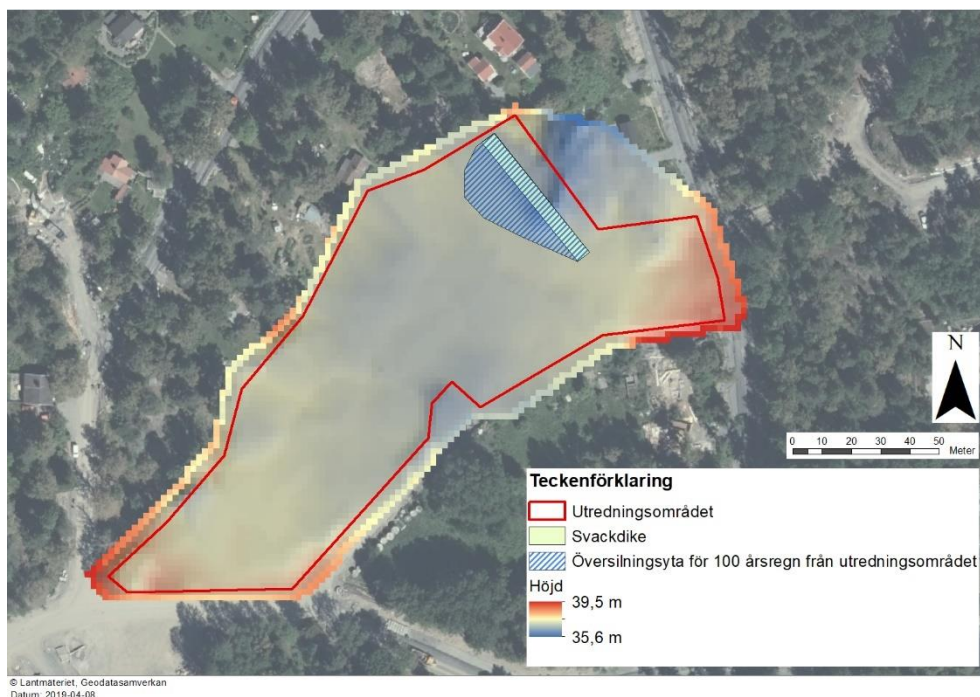 N
0 10 20 30 40 50
Meter
Teckenförklaring
Utredningsområdet
Svackdike
Översilningsyta för 100 årsregn från utredningsområdet
Höjd
39,5 m
35,6 m
© Lantmäteriet, Geodatasamverkan
Datum: 2019-04-08